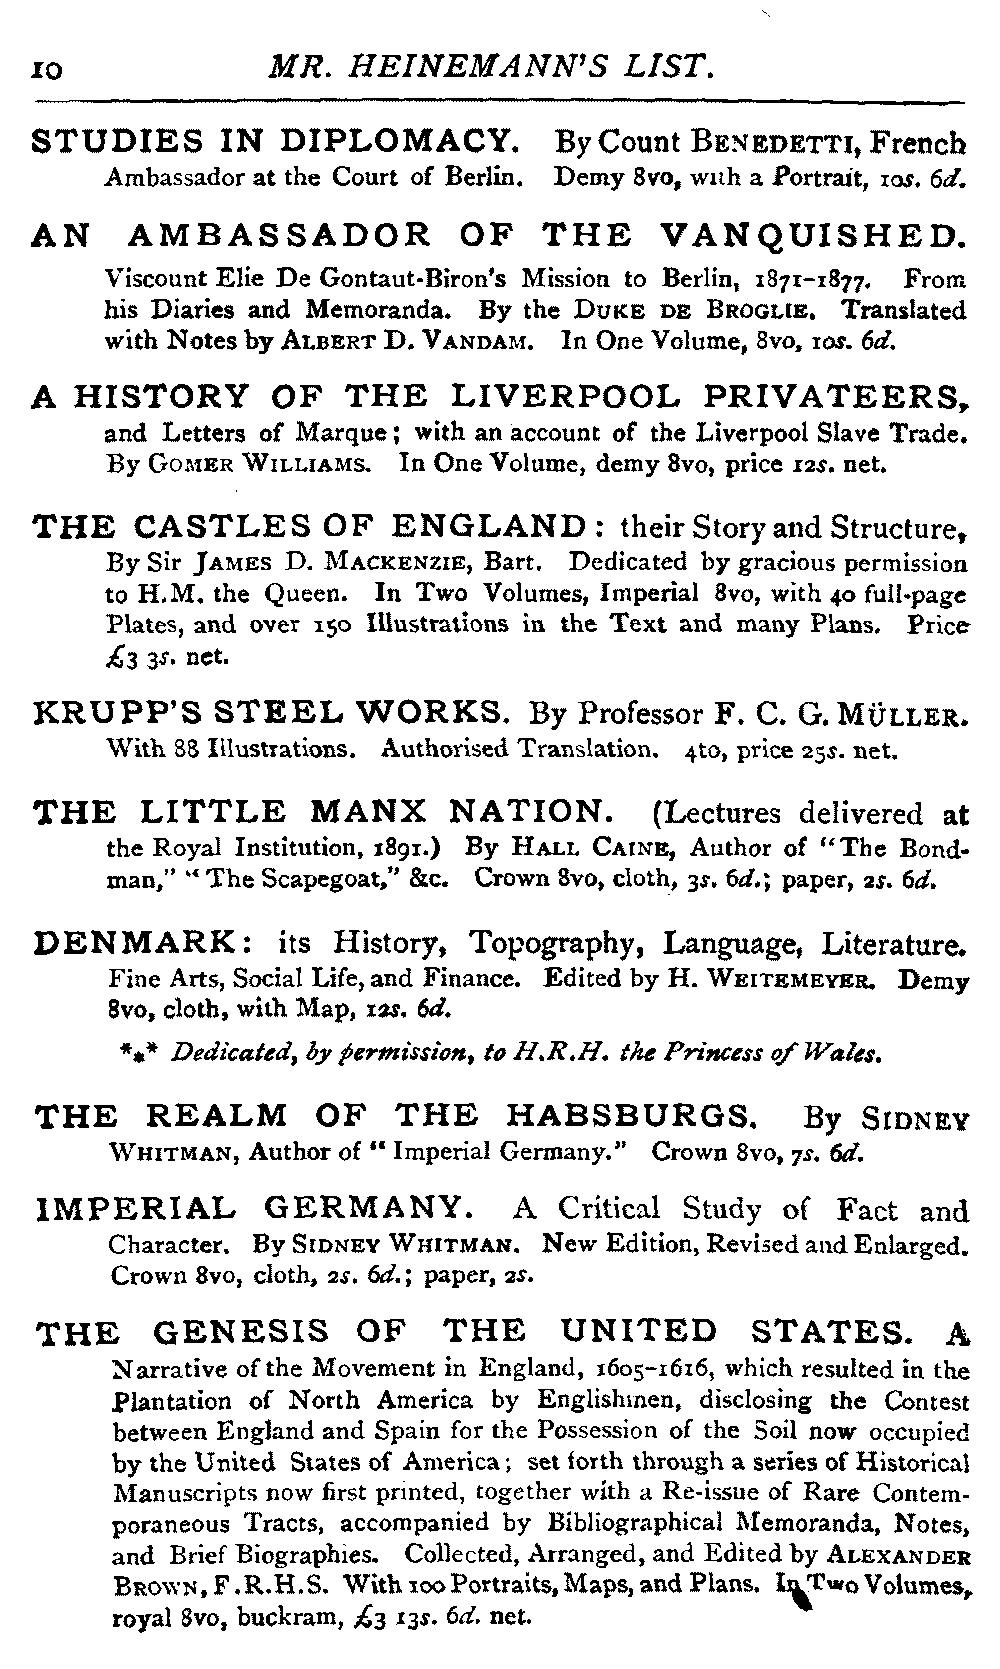 10 MR. HEINEMANN'S LIST.
STUDIES IN DIPLOMACY. By Count BENEDETTI, French
Ambassador at the Court of Berlin. Demy 8vo, with a Portrait, 10s. 6d.
AN AMBASSADOR OF THE VANQUISHED.
Viscount Elie De Gontaut-Biron's Mission to Berlin, 1871-1877. From
his Diaries and Memoranda. By the DUKE DE BROGLIE. Translated
with Notes by ALBERT D. VANDAM. In One Volume, 8vo, 10s. 6d.
A HISTORY OF THE LIVERPOOL PRIVATEERS,
and Letters of Marque; with an account of the Liverpool Slave Trade.
By GOMER WILLIAMS. In One Volume, demy 8vo, price 12s. net.
THE CASTLES OF ENGLAND: their Story and Structure,
By Sir JAMES D. MACKENZIE, Bart. Dedicated by gracious permission
to H.M. the Queen. In Two Volumes, Imperial 8vo, with 40 full-page
Plates, and over 150 Illustrations in the Text and many Plans. Price
£3 3s. net.
KRUPP'S STEEL WORKS. By Professor F. C. G. MÜLLER.
With 88 Illustrations. Authorised Translation. 4to, price 25s. net.
THE LITTLE MANX NATION. (Lectures delivered at
the Royal Institution, 1891.) By HALL CAINE, Author of "The Bond-
man," "The Scapegoat," &c. Crown 8vo, cloth, 3s. 6d.; paper, 2s. 6d.
DENMARK: its History, Topography, Language, Literature.
Fine Arts, Social Life, and Finance. Edited by H. WEITEMEYER. Demy
8vo, cloth, with Map, 12s. 6d.
*** Dedicated, by permission, to H.R.H. the Princess of Wales.
THE REALM OF THE HABSBURGS. By SIDNEY
WHITMAN, Author of "Imperial Germany." Crown 8vo, 7s. 6d.
IMPERIAL GERMANY. A Critical Study of Fact and
Character. By SIDNEY WHITMAN. New Edition, Revised and Enlarged.
Crown 8vo, cloth, 2s. 6d.; paper, 2s.
THE GENESIS OF THE UNITED STATES. A
Narrative of the Movement in England, 1605-1616, which resulted in the
Plantation of North America by Englishmen, disclosing the Contest
between England and Spain for the Possession of the Soil now occupied
by the United States of America; set forth through a series of Historical
Manuscripts now first printed, together with a Re-issue of Rare Contem-
poraneous Tracts, accompanied by Bibliographical Memoranda, Notes,
and Brief Biographies. Collected, Arranged, and Edited by ALEXANDER
BROWN, F.R.H.S. With 100 Portraits, Maps, and Plans. In Two Volumes,
royal 8vo, buckram, £3 13s. 6d. net.